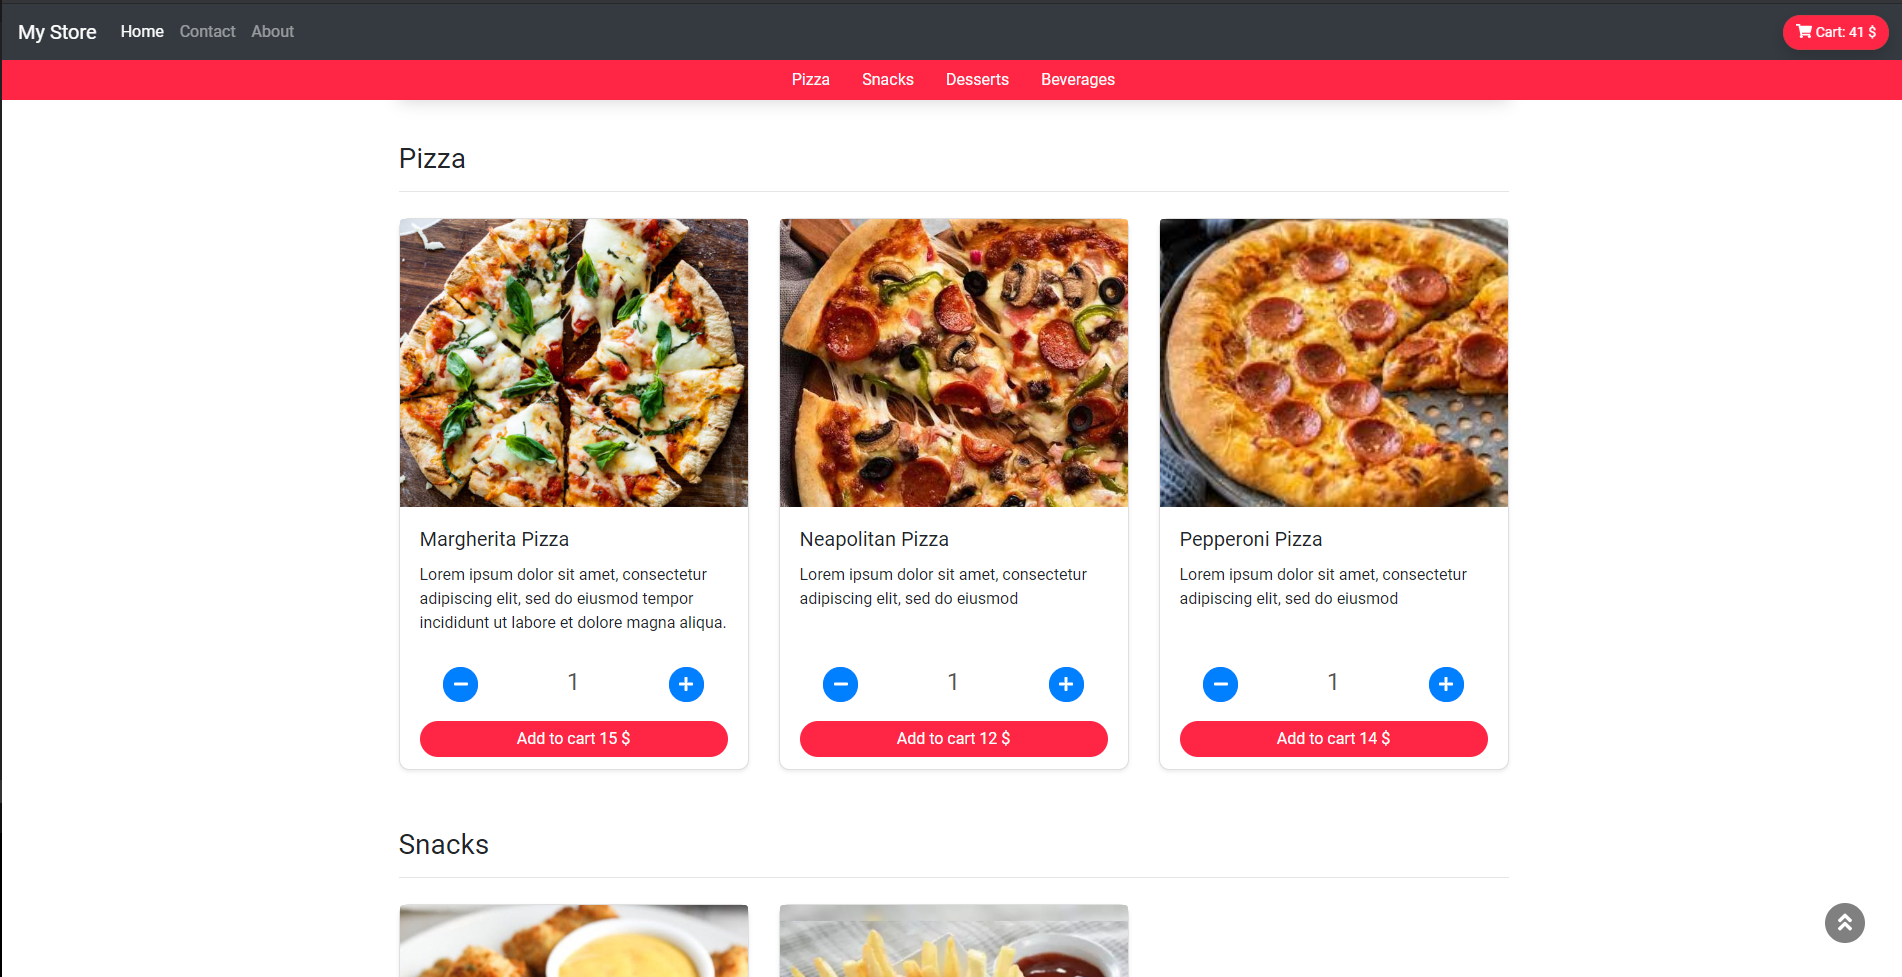 My Store Home Contact About Cart: 41 $
Pizza Snacks Desserts Beverages
Pizza
Margherita Pizza
Lorem ipsum dolor sit amet, consectetur
adipiscing elit, sed do eiusmod tempor
incididunt ut labore et dolore magna aliqua.
1
Add to cart 15 $
Neapolitan Pizza
Lorem ipsum dolor sit amet, consectetur
adipiscing elit, sed do eiusmod
1
Add to cart 12 $
Pepperoni Pizza
Lorem ipsum dolor sit amet, consectetur
adipiscing elit, sed do eiusmod
1
Add to cart 14 $
Snacks